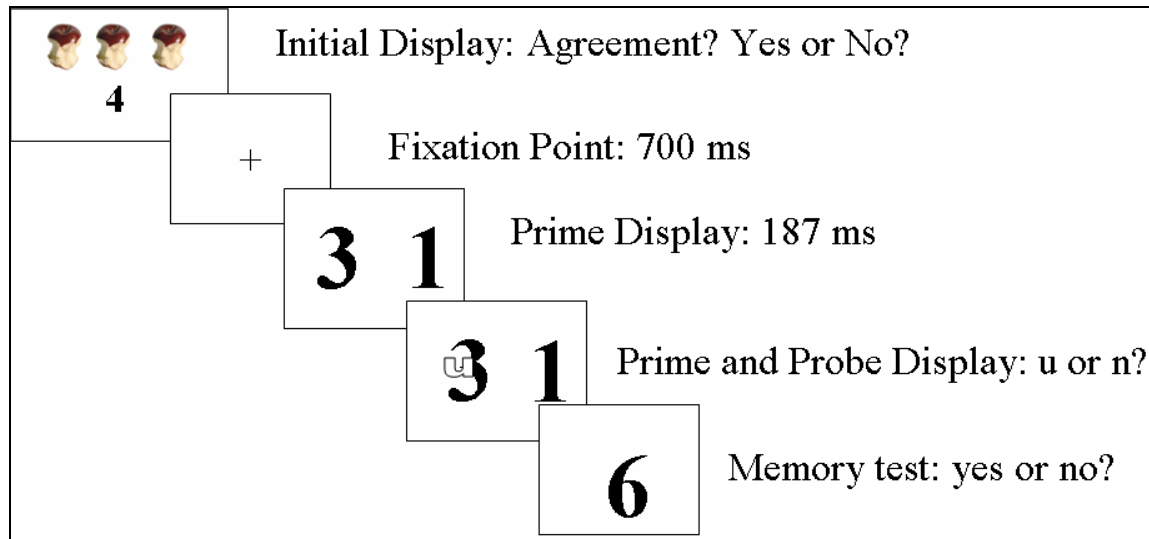 Initial Display: Agreement? Yes or No?
4
+
Fixation Point: 700 ms
3 1
Prime Display: 187 ms
u
3 1
Prime and Probe Display: u or n?
6
Memory test: yes or no?